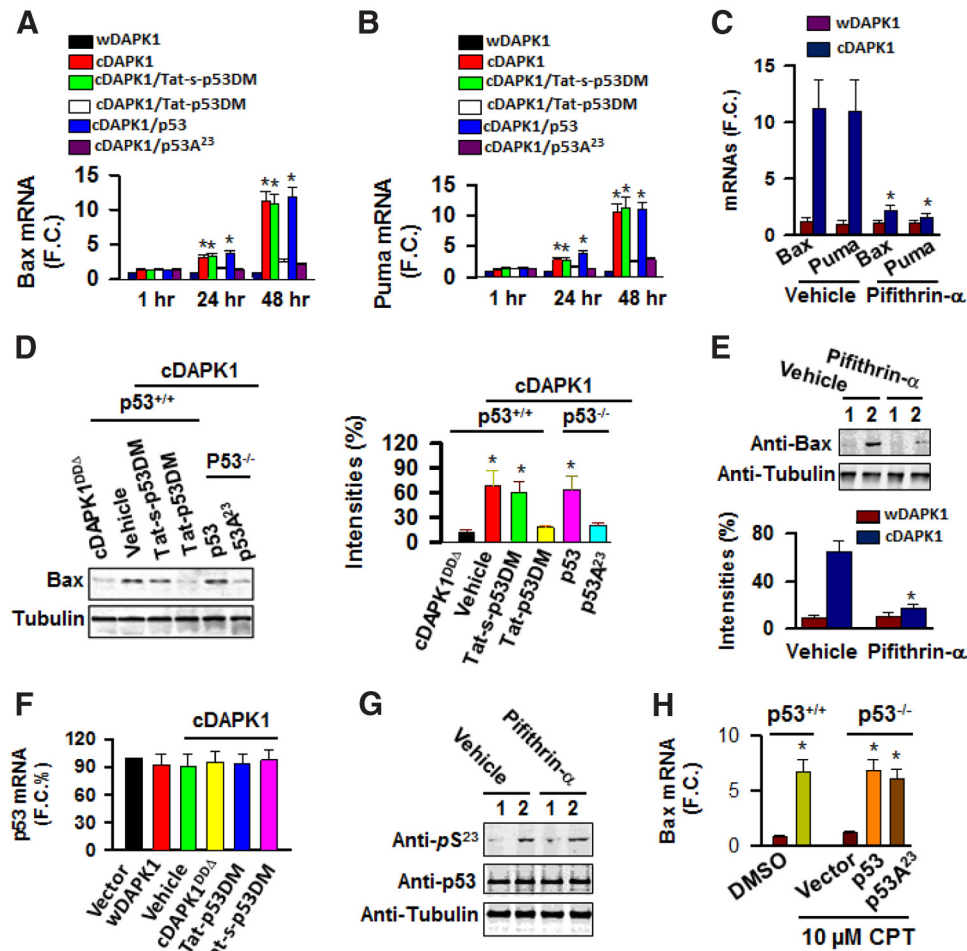 A
wDAPK1
cDAPK1
cDAPK1/Tat-s-p53DM
cDAPK1/Tat-p53DM
cDAPK1/p53
cDAPK1/p53A²³
Bax mRNA
(F.C.)
15
10
5
0
** *
** *
1 hr 24 hr 48 hr
B
wDAPK1
cDAPK1
cDAPK1/Tat-s-p53DM
cDAPK1/Tat-p53DM
cDAPK1/p53
cDAPK1/p53A²³
Puma mRNA
(F.C.)
15
10
5
0
** *
** *
1 hr 24 hr 48 hr
C
wDAPK1
cDAPK1
mRNAs (F.C.)
15
10
5
0
* *
Bax Puma Bax Puma
Vehicle Pifithrin-α
D
cDAPK1
p53⁺/⁺
P53⁻/⁻
cDAPK1ᴰᴰᐃ
Vehicle
Tat-s-p53DM
Tat-p53DM
p53
p53A²³
Bax
Tubulin
cDAPK1
p53⁺/⁺ p53⁻/⁻
Intensities (%)
120
90
60
30
0
* * *
cDAPK1ᴰᴰᐃ
Vehicle
Tat-s-p53DM
Tat-p53DM
p53
p53A²³
E
Vehicle Pifithrin-α
1 2 1 2
Anti-Bax
Anti-Tubulin
wDAPK1
cDAPK1
Intensities (%)
80
40
0
*
Vehicle Pifithrin-α
F
cDAPK1
p53 mRNA
(F.C.%)
120
90
60
30
0
Vector
wDAPK1
Vehicle
cDAPK1ᴰᴰᐃ
Tat-p53DM
at-s-p53DM
G
Vehicle Pifithrin-α
1 2 1 2
Anti-pS²³
Anti-p53
Anti-Tubulin
H
p53⁺/⁺ p53⁻/⁻
Bax mRNA
(F.C.)
10
5
0
* * *
DMSO
Vector
p53
p53A²³
10 µM CPT